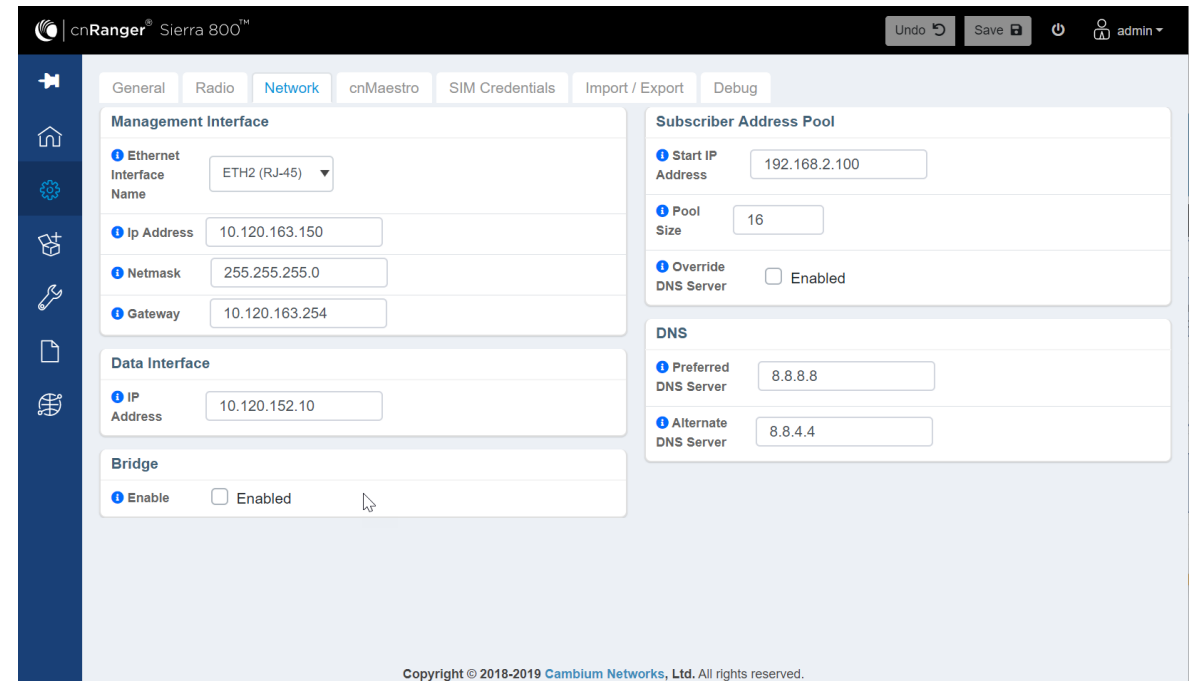 cnRanger® Sierra 800™
Undo
Save
admin
General
Radio
Network
cnMaestro
SIM Credentials
Import / Export
Debug
Management Interface
Ethernet
Interface
Name
ETH2 (RJ-45)
Ip Address
10.120.163.150
Netmask
255.255.255.0
Gateway
10.120.163.254
Data Interface
IP
Address
10.120.152.10
Bridge
Enable
Enabled
Subscriber Address Pool
Start IP
Address
192.168.2.100
Pool
Size
16
Override
DNS Server
Enabled
DNS
Preferred
DNS Server
8.8.8.8
Alternate
DNS Server
8.8.4.4
Copyright © 2018-2019 Cambium Networks, Ltd. All rights reserved.